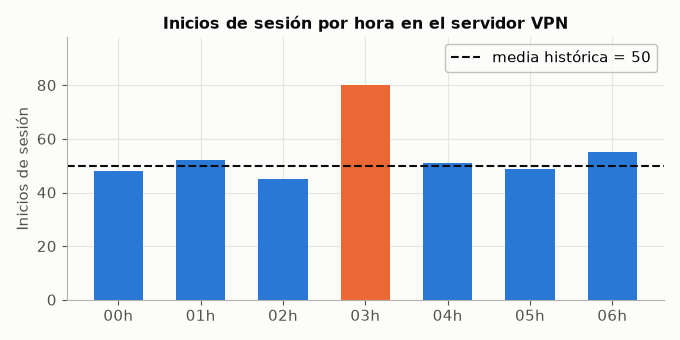 Inicios de sesión por hora en el servidor VPN
media histórica = 50
Inicios de sesión
80
60
40
20
0
00h 01h 02h 03h 04h 05h 06h